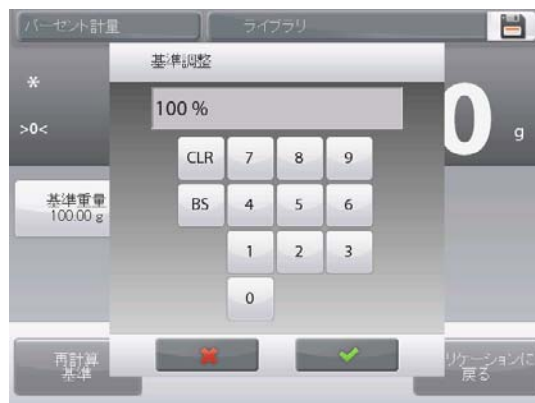 パーセント計量
ライブラリ
基準調整
*
100 %
>0<
0 g
CLR 7 8 9
基準重量
100.00 g
BS 4 5 6
1 2 3
0
再計算
基準
リケーションに
戻る